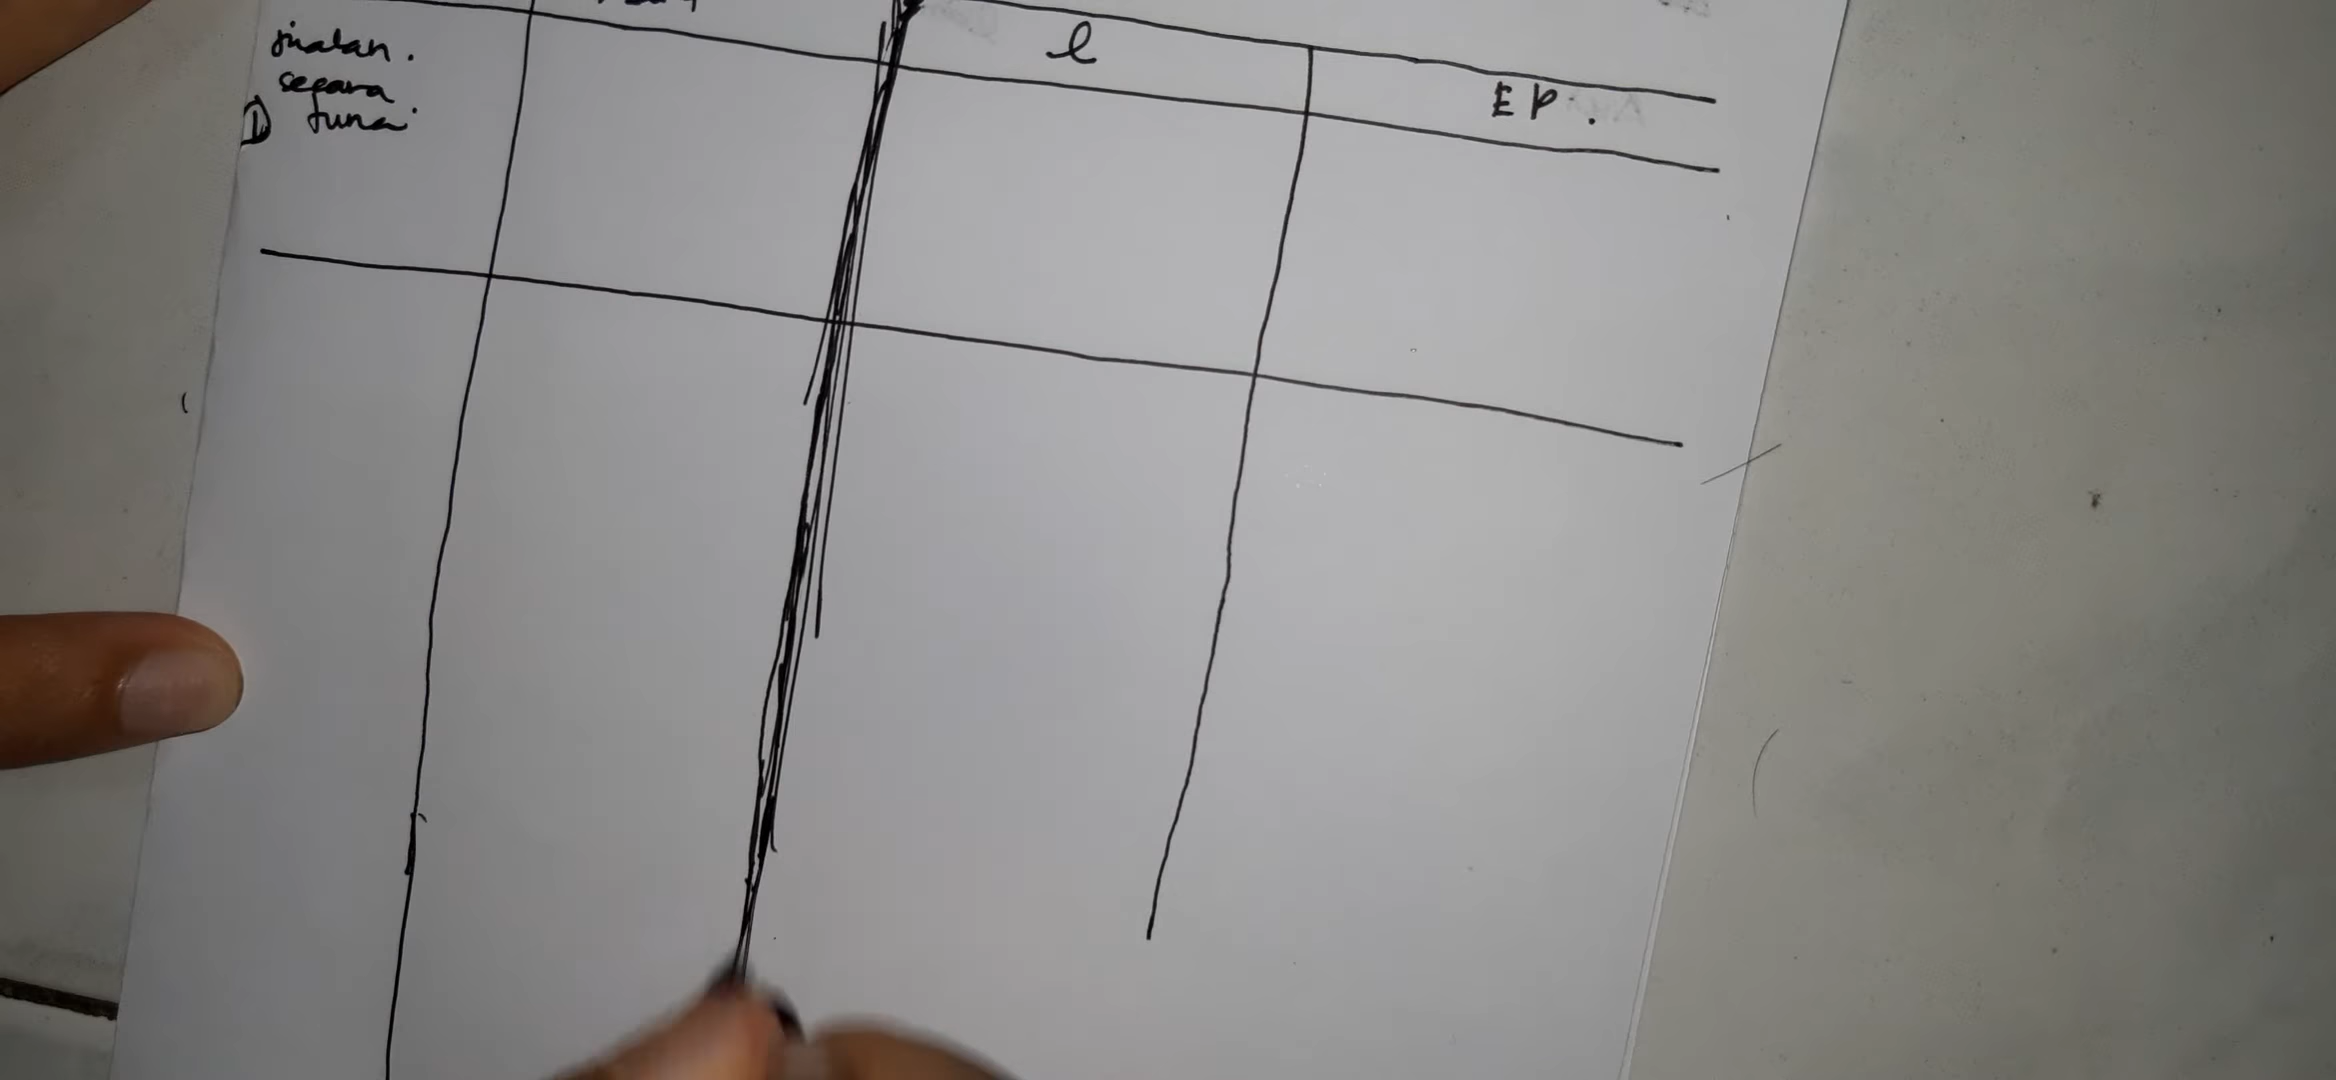 jualan.
secara
① tunai
l
EP.